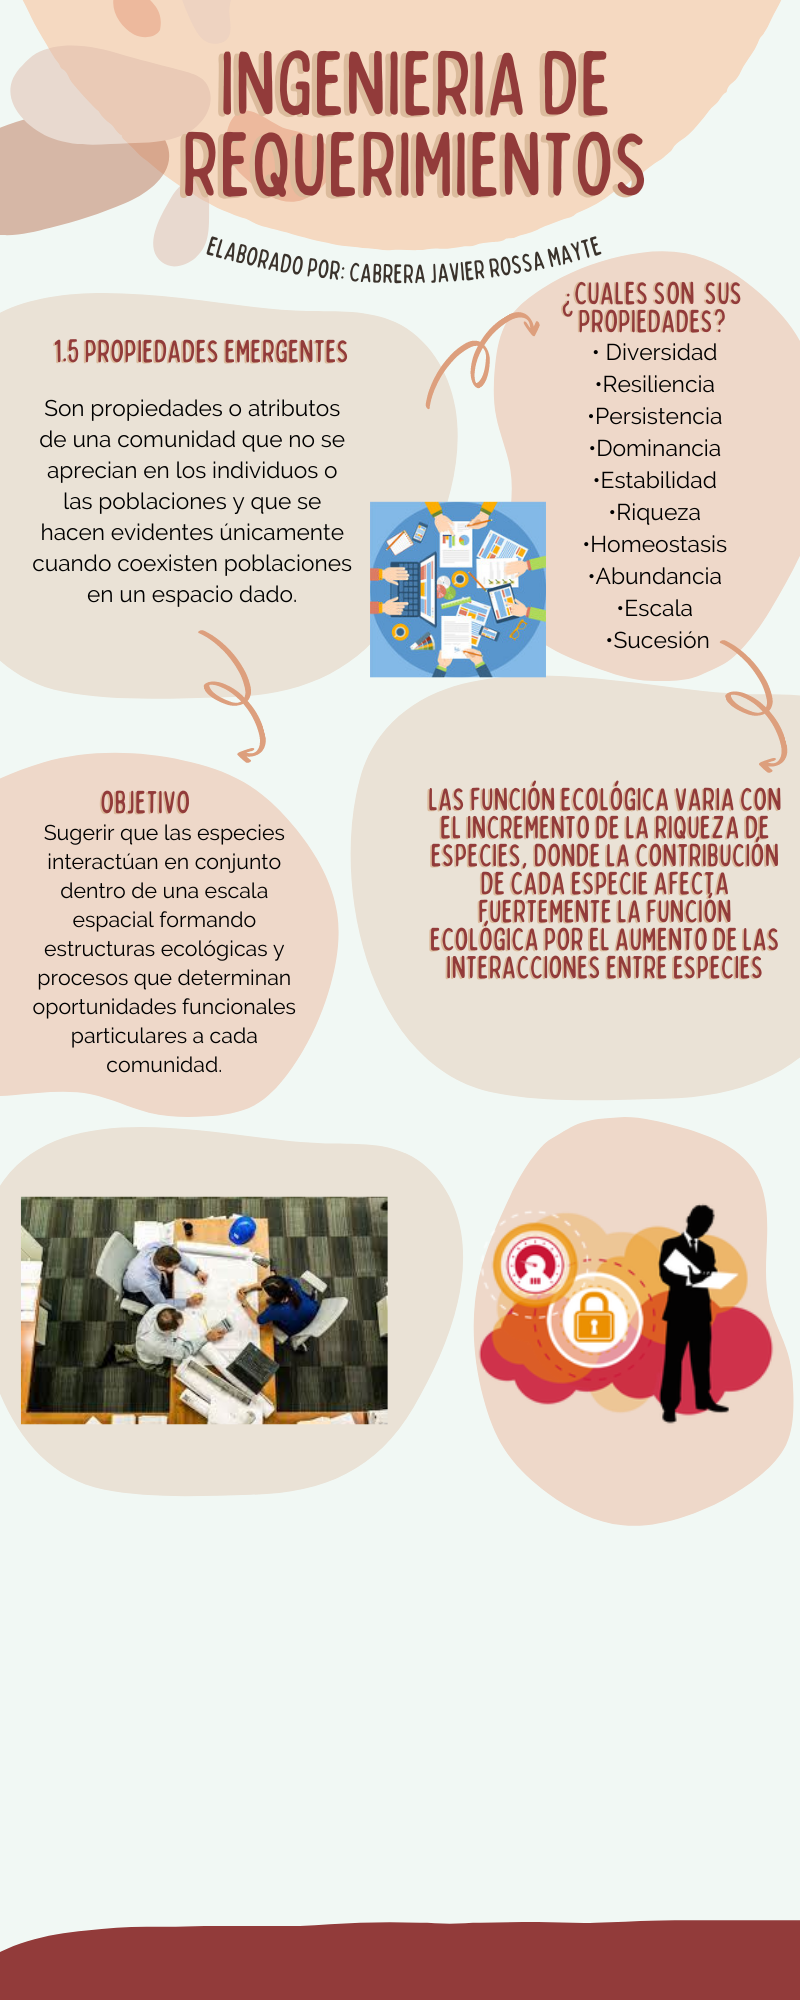 INGENIERIA DE
REQUERIMIENTOS
ELABORADO POR: CABRERA JAVIER ROSSA MAYTE
1.5 PROPIEDADES EMERGENTES
Son propiedades o atributos
de una comunidad que no se
aprecian en los individuos o
las poblaciones y que se
hacen evidentes únicamente
cuando coexisten poblaciones
en un espacio dado.
¿CUALES SON SUS
PROPIEDADES?
• Diversidad
•Resiliencia
•Persistencia
•Dominancia
•Estabilidad
•Riqueza
•Homeostasis
•Abundancia
•Escala
•Sucesión
OBJETIVO
Sugerir que las especies
interactúan en conjunto
dentro de una escala
espacial formando
estructuras ecológicas y
procesos que determinan
oportunidades funcionales
particulares a cada
comunidad.
LAS FUNCIÓN ECOLÓGICA VARIA CON
EL INCREMENTO DE LA RIQUEZA DE
ESPECIES, DONDE LA CONTRIBUCIÓN
DE CADA ESPECIE AFECTA
FUERTEMENTE LA FUNCIÓN
ECOLÓGICA POR EL AUMENTO DE LAS
INTERACCIONES ENTRE ESPECIES